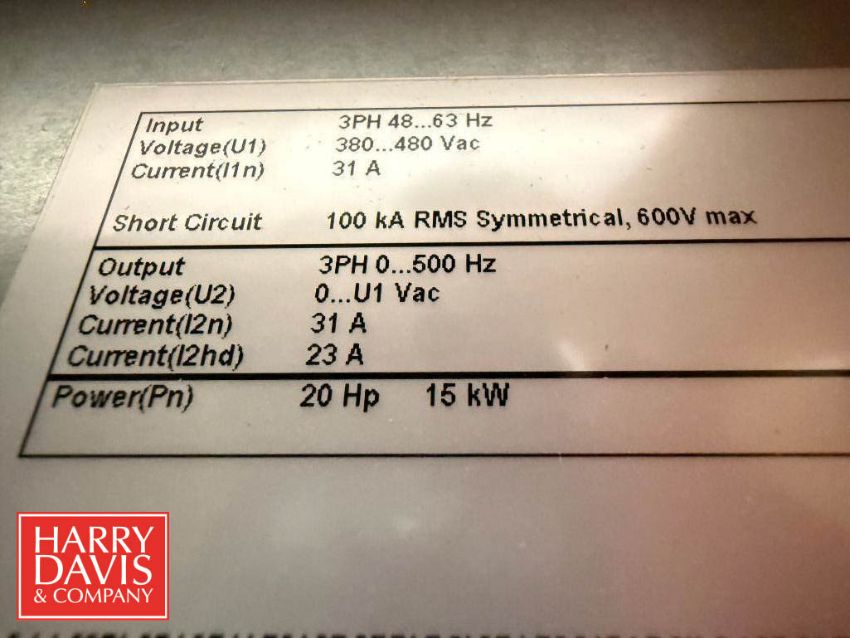 Input 3PH 48...63 Hz
Voltage(U1) 380...480 Vac
Current(I1n) 31 A
Short Circuit 100 kA RMS Symmetrical, 600V max
Output 3PH 0...500 Hz
Voltage(U2) 0...U1 Vac
Current(I2n) 31 A
Current(I2hd) 23 A
Power(Pn) 20 Hp 15 kW
HARRY
DAVIS
& COMPANY